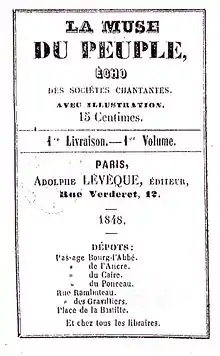 LA MUSE
DU PEUPLE,
ÉCHO
DES SOCIÉTÉS CHANTANTES.
AVEC ILLUSTRATION.
15 Centimes.
1re Livraison.—1er Volume.
PARIS,
ADOLPHE LÉVÊQUE, ÉDITEUR,
Rue Verderet, 12.
1848.
DÉPOTS:
Passage Bourg-l'Abbé.
» de l'Ancre.
» du Caire.
» du Ponceau.
Rue Rambuteau.
» des Gravilliers.
Place de la Bastille.
Et chez tous les libraires.